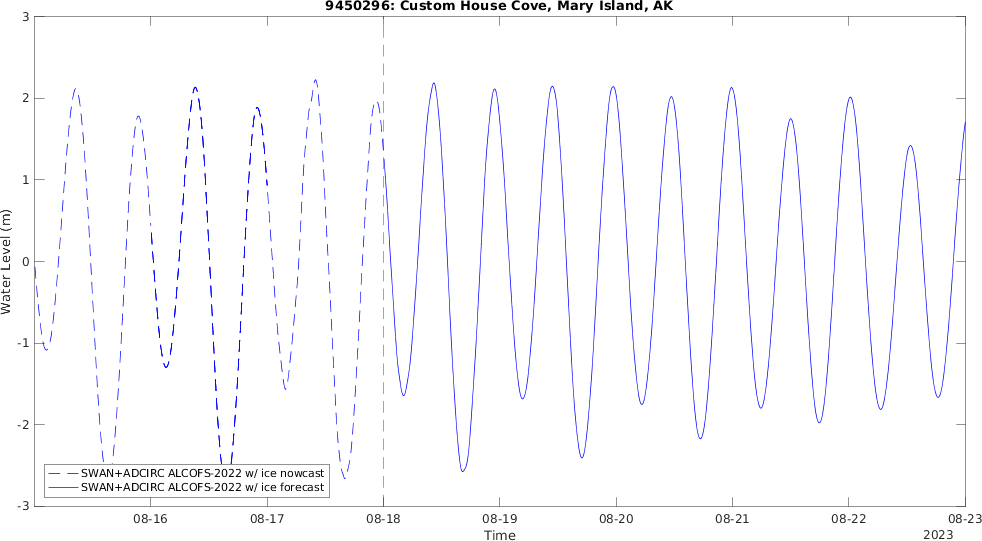 9450296: Custom House Cove, Mary Island, AK
3
2
1
0
-1
-2
-3
Water Level (m)
SWAN+ADCIRC ALCOFS-2022 w/ ice nowcast
SWAN+ADCIRC ALCOFS-2022 w/ ice forecast
08-16 08-17 08-18 08-19 08-20 08-21 08-22 08-23
Time
2023